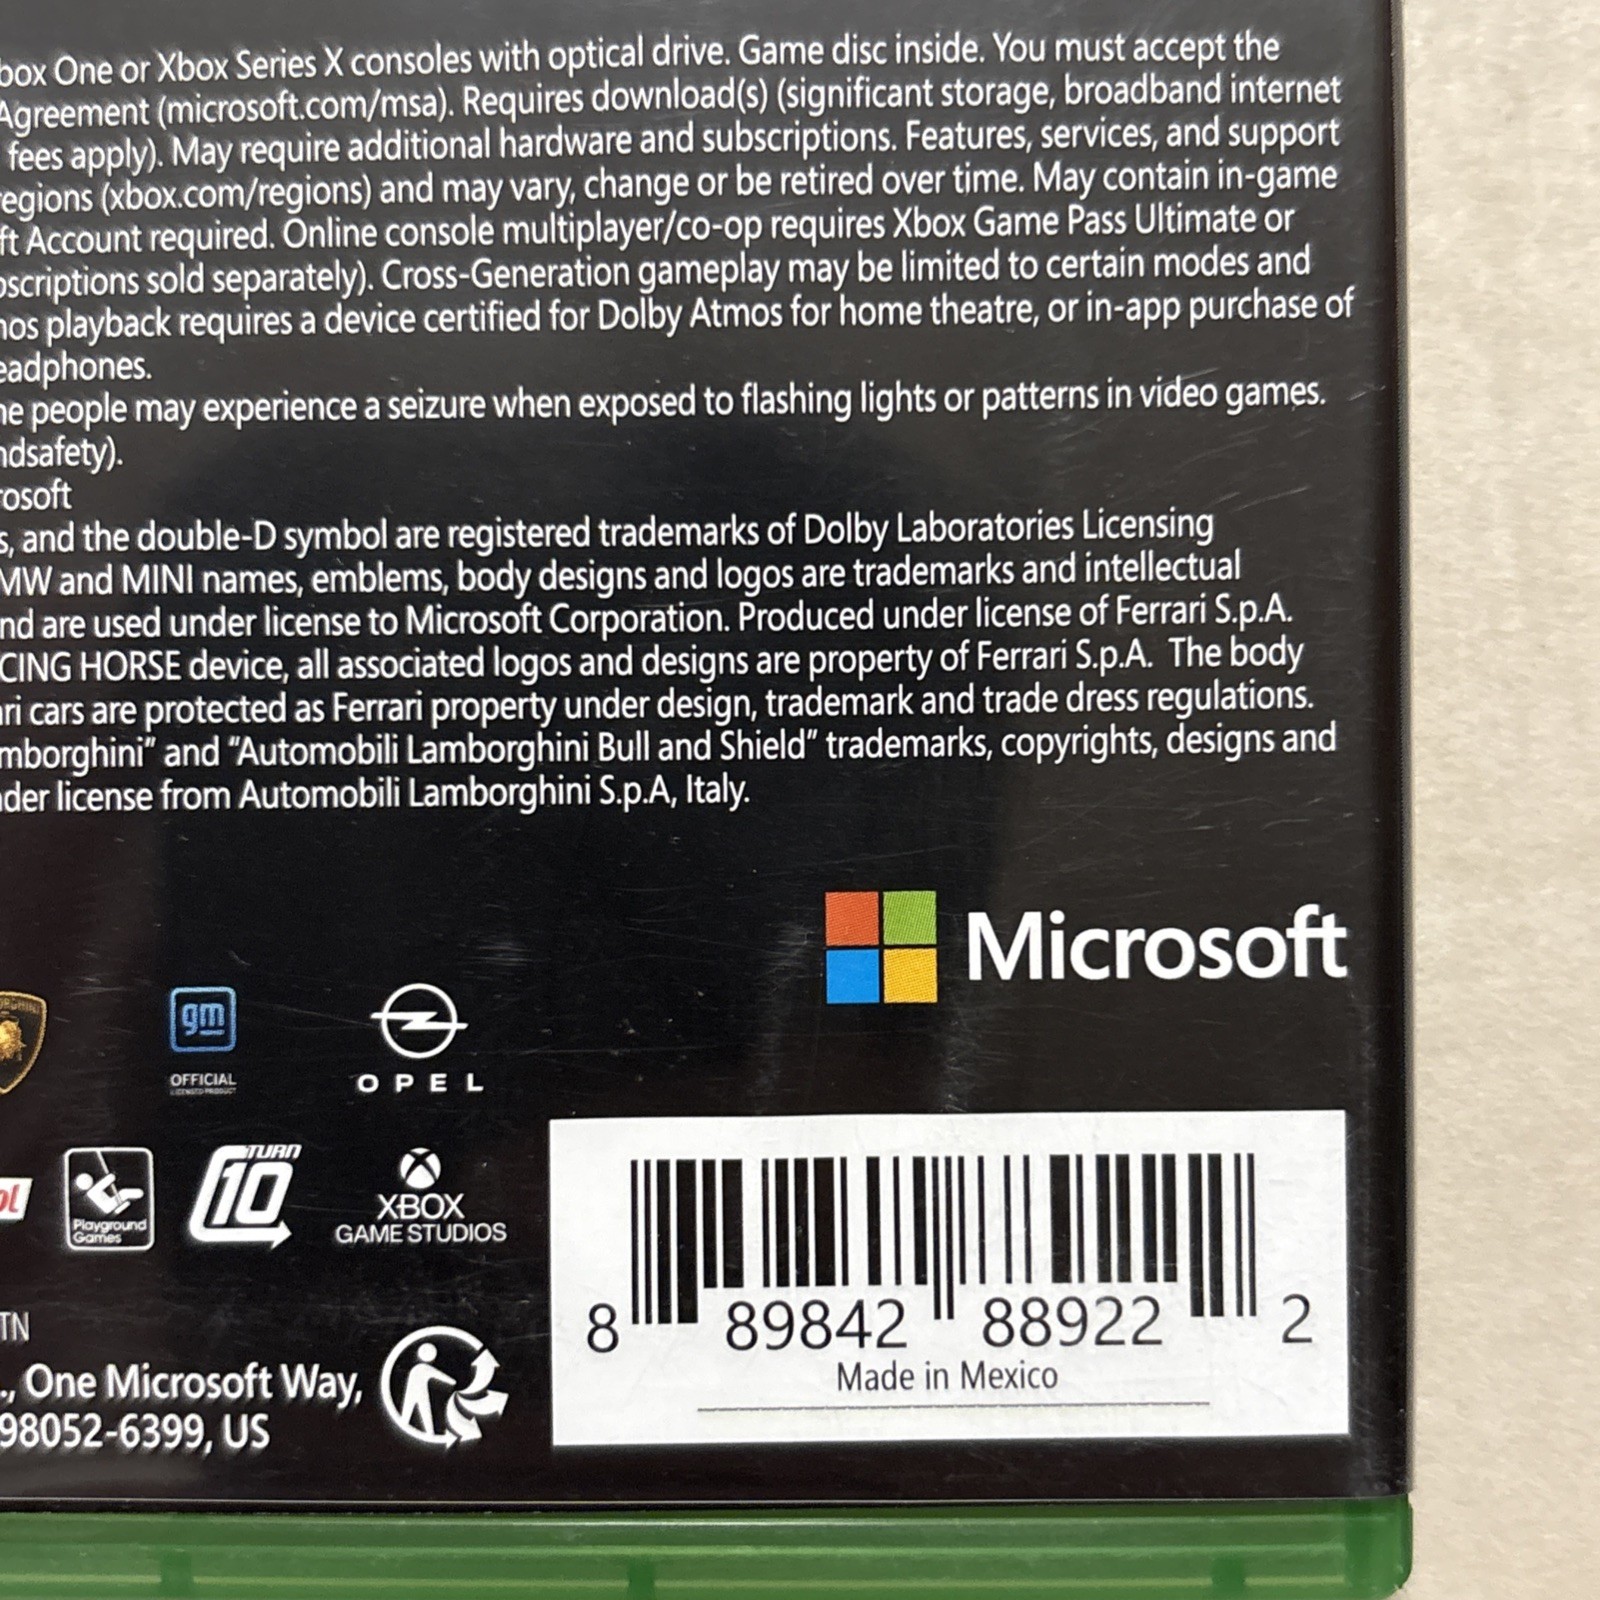 box One or Xbox Series X consoles with optical drive. Game disc inside. You must accept the
Agreement (microsoft.com/msa). Requires download(s) (significant storage, broadband internet
fees apply). May require additional hardware and subscriptions. Features, services, and support
egions (xbox.com/regions) and may vary, change or be retired over time. May contain in-game
ft Account required. Online console multiplayer/co-op requires Xbox Game Pass Ultimate or
scriptions sold separately). Cross-Generation gameplay may be limited to certain modes and
os playback requires a device certified for Dolby Atmos for home theatre, or in-app purchase of
eadphones.
e people may experience a seizure when exposed to flashing lights or patterns in video games.
ndsafety).
rosoft
s, and the double-D symbol are registered trademarks of Dolby Laboratories Licensing
MW and MINI names, emblems, body designs and logos are trademarks and intellectual
nd are used under license to Microsoft Corporation. Produced under license of Ferrari S.p.A.
CING HORSE device, all associated logos and designs are property of Ferrari S.p.A. The body
ri cars are protected as Ferrari property under design, trademark and trade dress regulations.
mborghini” and “Automobili Lamborghini Bull and Shield” trademarks, copyrights, designs and
der license from Automobili Lamborghini S.p.A, Italy.
Microsoft
gm
OFFICIAL
LICENSED PRODUCT
OPEL
ol
Playground
Games
TURN
10
XBOX
GAME STUDIOS
TN
., One Microsoft Way,
98052-6399, US
8 89842 88922 2
Made in Mexico